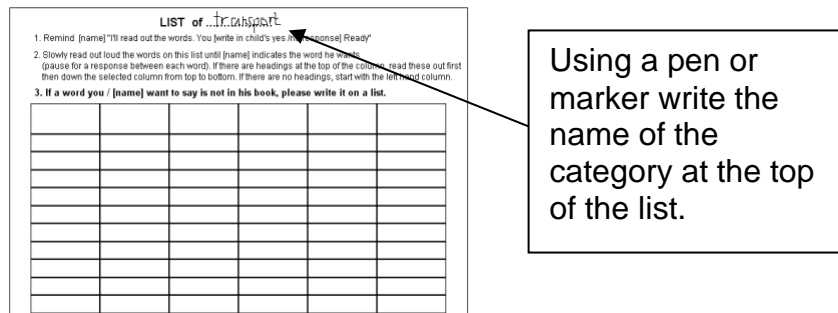 LIST of ...transport
1. Remind [name] "I'll read out the words. You [write in child's yes /no response] Ready"
2. Slowly read out loud the words on this list until [name] indicates the word he wants
(pause for a response between each word). If there are headings at the top of the column, read these out first
then down the selected column from top to bottom. If there are no headings, start with the left hand column.
3. If a word you / [name] want to say is not in his book, please write it on a list.
Using a pen or
marker write the
name of the
category at the top
of the list.